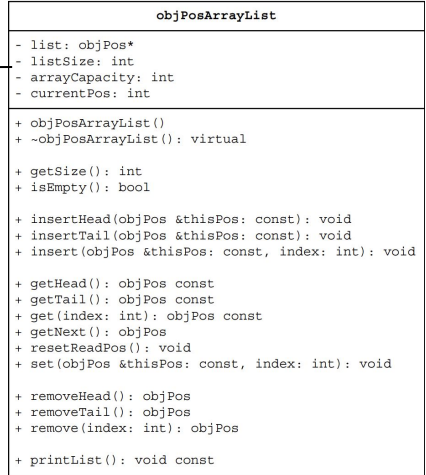 objPosArrayList
- list: objPos*
- listSize: int
- arrayCapacity: int
- currentPos: int
+ objPosArrayList()
+ ~objPosArrayList(): virtual
+ getSize(): int
+ isEmpty(): bool
+ insertHead(objPos &thisPos: const): void
+ insertTail(objPos &thisPos: const): void
+ insert(objPos &thisPos: const, index: int): void
+ getHead(): objPos const
+ getTail(): objPos const
+ get(index: int): objPos const
+ getNext(): objPos
+ resetReadPos(): void
+ set(objPos &thisPos: const, index: int): void
+ removeHead(): objPos
+ removeTail(): objPos
+ remove(index: int): objPos
+ printList(): void const